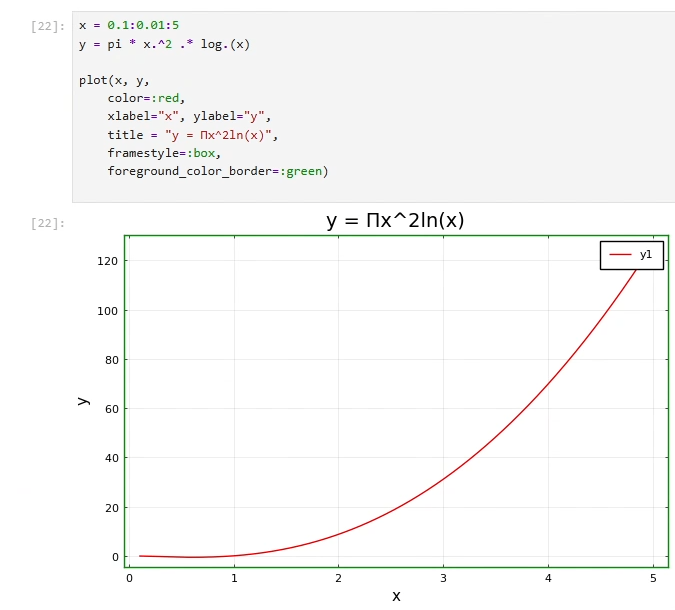 [22]:
x = 0.1:0.01:5
y = pi * x.^2 .* log.(x)
plot(x, y,
color=:red,
xlabel="x", ylabel="y",
title = "y = Πx^2ln(x)",
framestyle=:box,
foreground_color_border=:green)
[22]:
y = Πx^2ln(x)
y1
120
100
80
60
40
20
0
y
0 1 2 3 4 5
x